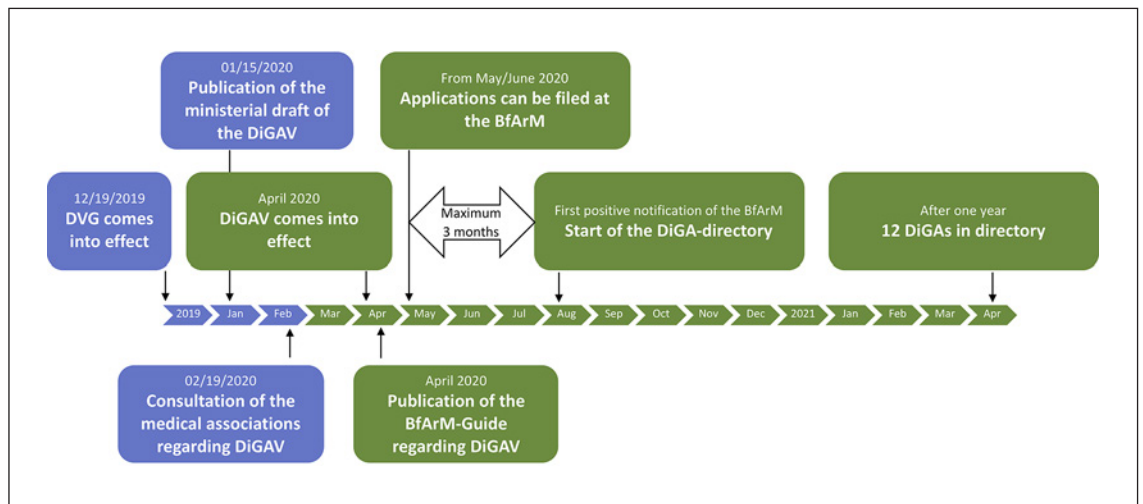 01/15/2020
Publication of the
ministerial draft of
the DiGAV
From May/June 2020
Applications can be filed at
the BfArM
12/19/2019
DVG comes
into effect
April 2020
DiGAV comes into
effect
Maximum
3 months
First positive notification of the BfArM
Start of the DiGA-directory
After one year
12 DiGAs in directory
2019 Jan Feb Mar Apr May Jun Jul Aug Sep Oct Nov Dec 2021 Jan Feb Mar Apr
02/19/2020
Consultation of the
medical associations
regarding DiGAV
April 2020
Publication of the
BfArM-Guide
regarding DiGAV